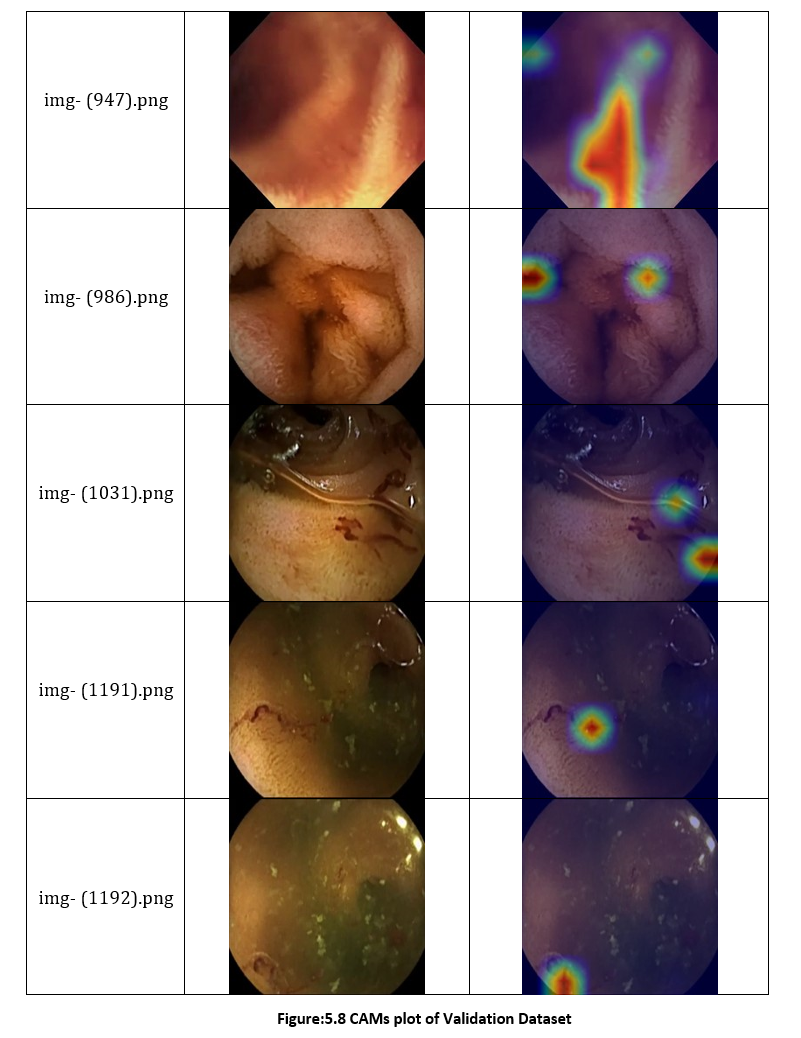 img- (947).png
img- (986).png
img- (1031).png
img- (1191).png
img- (1192).png
Figure:5.8 CAMs plot of Validation Dataset